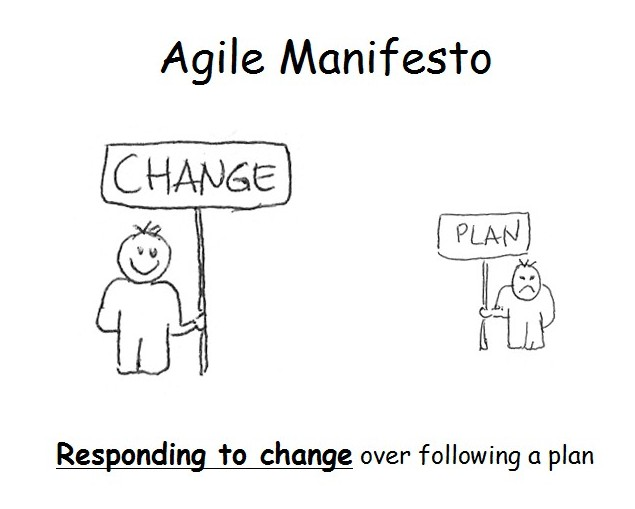 Agile Manifesto
CHANGE
PLAN
Responding to change over following a plan